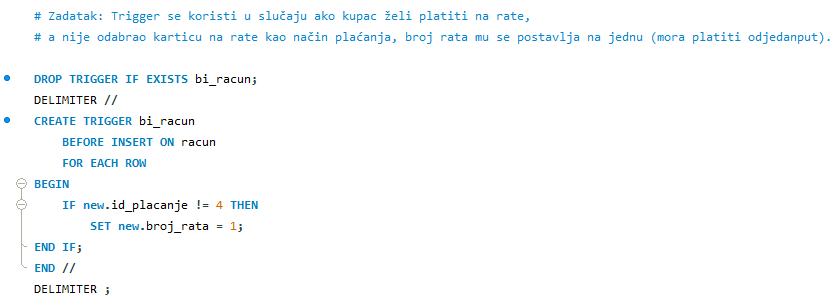 # Zadatak: Trigger se koristi u slučaju ako kupac želi platiti na rate,
# a nije odabrao karticu na rate kao način plaćanja, broj rata mu se postavlja na jednu (mora platiti odjedanput).
DROP TRIGGER IF EXISTS bi_racun;
DELIMITER //
CREATE TRIGGER bi_racun
BEFORE INSERT ON racun
FOR EACH ROW
BEGIN
IF new.id_placanje != 4 THEN
SET new.broj_rata = 1;
END IF;
END //
DELIMITER ;